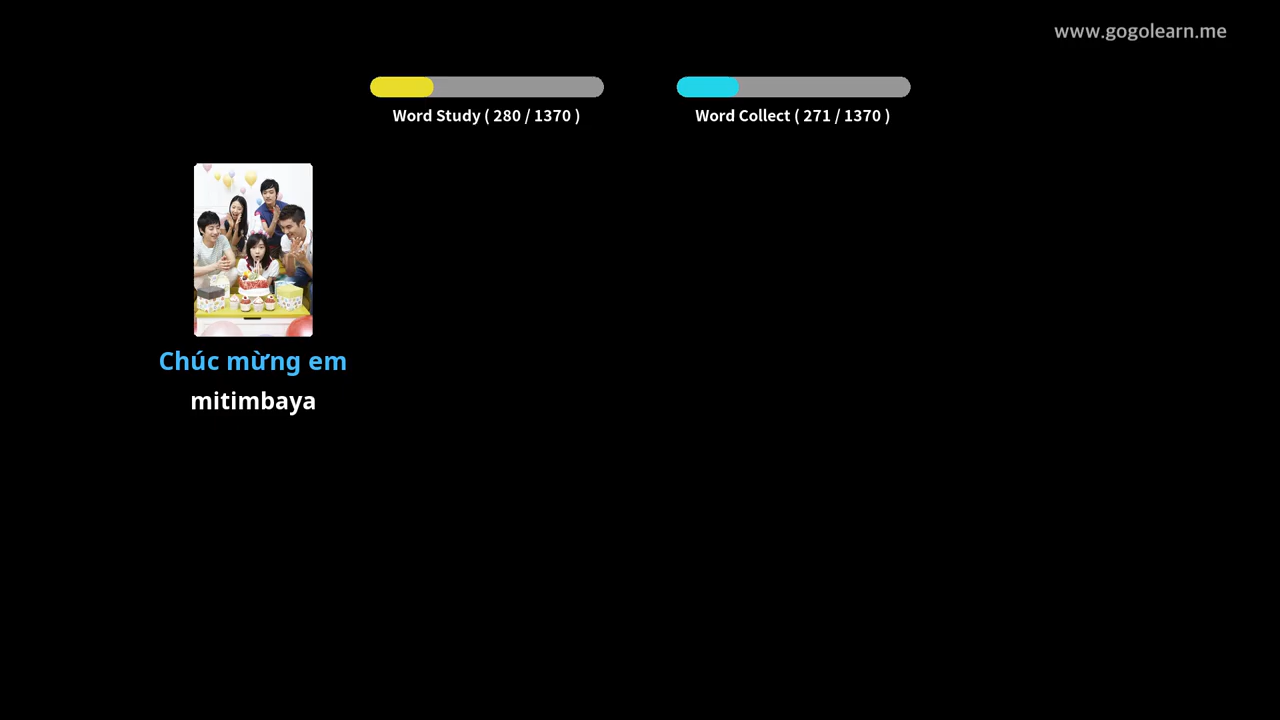 www.gogolearn.me
Word Study ( 280 / 1370 )
Word Collect ( 271 / 1370 )
Chúc mừng em
mitimbaya